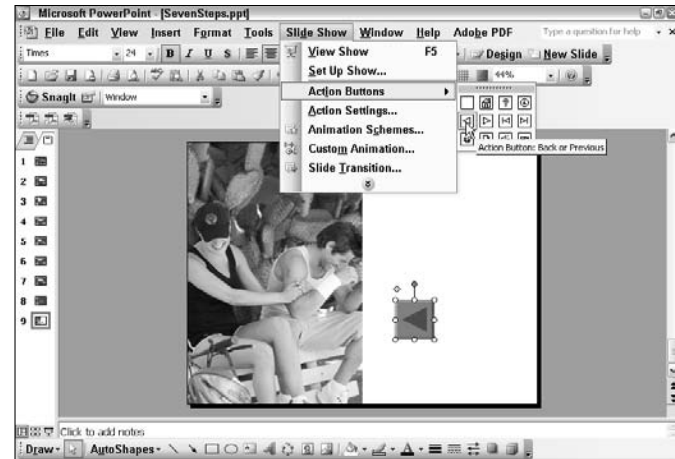 Microsoft PowerPoint - [SevenSteps.ppt]
File Edit View Insert Format Tools Slide Show Window Help Adobe PDF Type a question for help
Times 24 B I U S Design New Slide
View Show F5
Set Up Show...
44%
SnagIt Window
Action Buttons
Action Settings...
Animation Schemes...
Custom Animation...
Slide Transition...
Action Button: Back or Previous
1
2
3
4
5
6
7
8
9
Click to add notes
Draw AutoShapes A